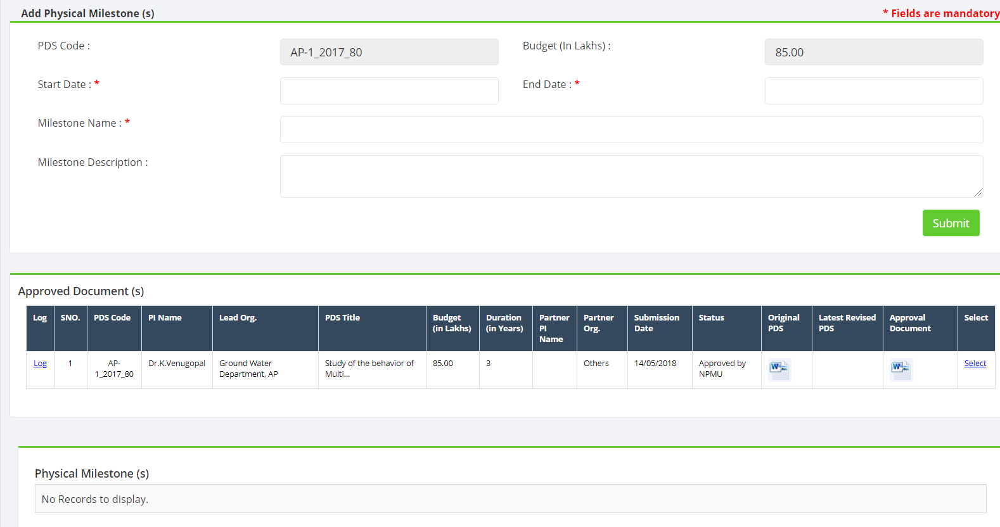 Add Physical Milestone (s)
* Fields are mandatory
PDS Code :
AP-1_2017_80
Budget (In Lakhs) :
85.00
Start Date : *
End Date : *
Milestone Name : *
Milestone Description :
Submit
Approved Document (s)
Log SNO. PDS Code PI Name Lead Org. PDS Title Budget Duration Partner Partner Submission Status Original Latest Revised Approval Select
(in Lakhs) (in Years) PI Org. Date PDS PDS Document
Name
Log 1 AP- Dr.K.Venugopal Ground Water Study of the behavior of 85.00 3 Others 14/05/2018 Approved by Select
1_2017_80 Department, AP Multi... NPMU
Physical Milestone (s)
No Records to display.